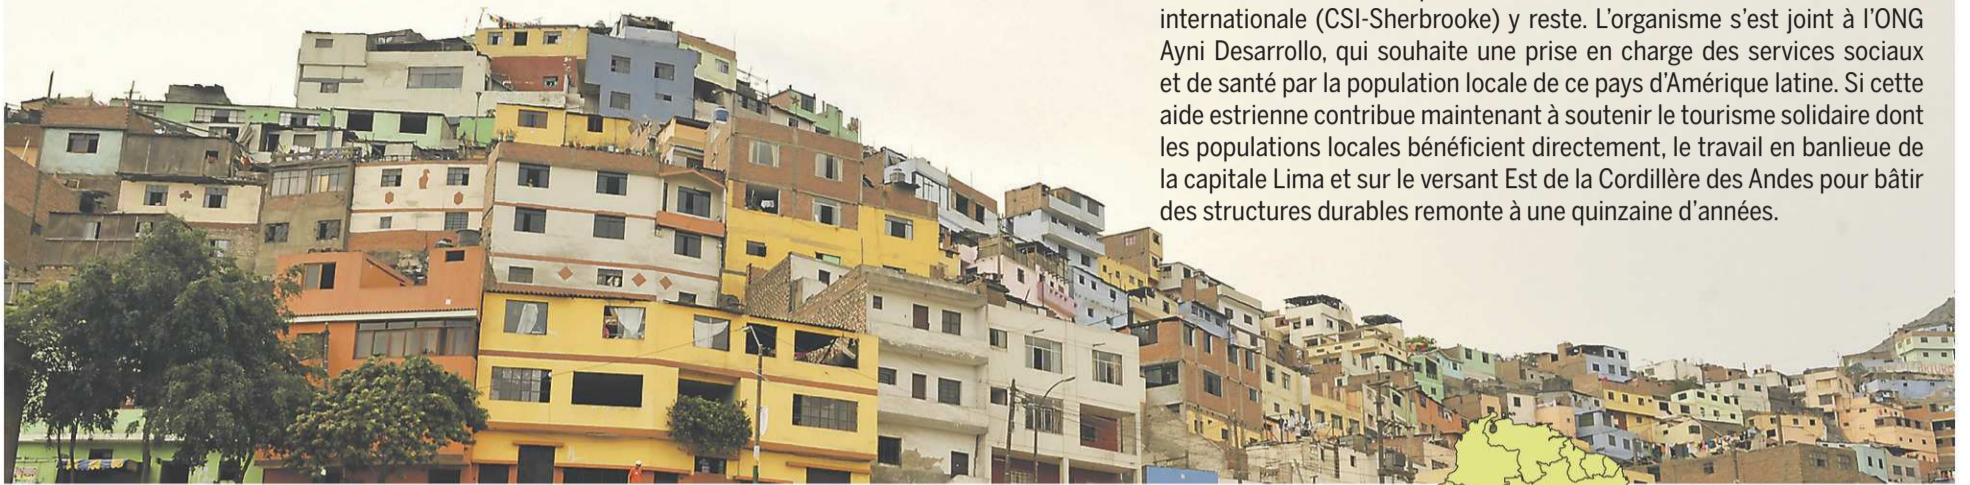 internationale (CSI-Sherbrooke) y reste. L’organisme s’est joint à l’ONG
Ayni Desarrollo, qui souhaite une prise en charge des services sociaux
et de santé par la population locale de ce pays d’Amérique latine. Si cette
aide estrienne contribue maintenant à soutenir le tourisme solidaire dont
les populations locales bénéficient directement, le travail en banlieue de
la capitale Lima et sur le versant Est de la Cordillère des Andes pour bâtir
des structures durables remonte à une quinzaine d’années.